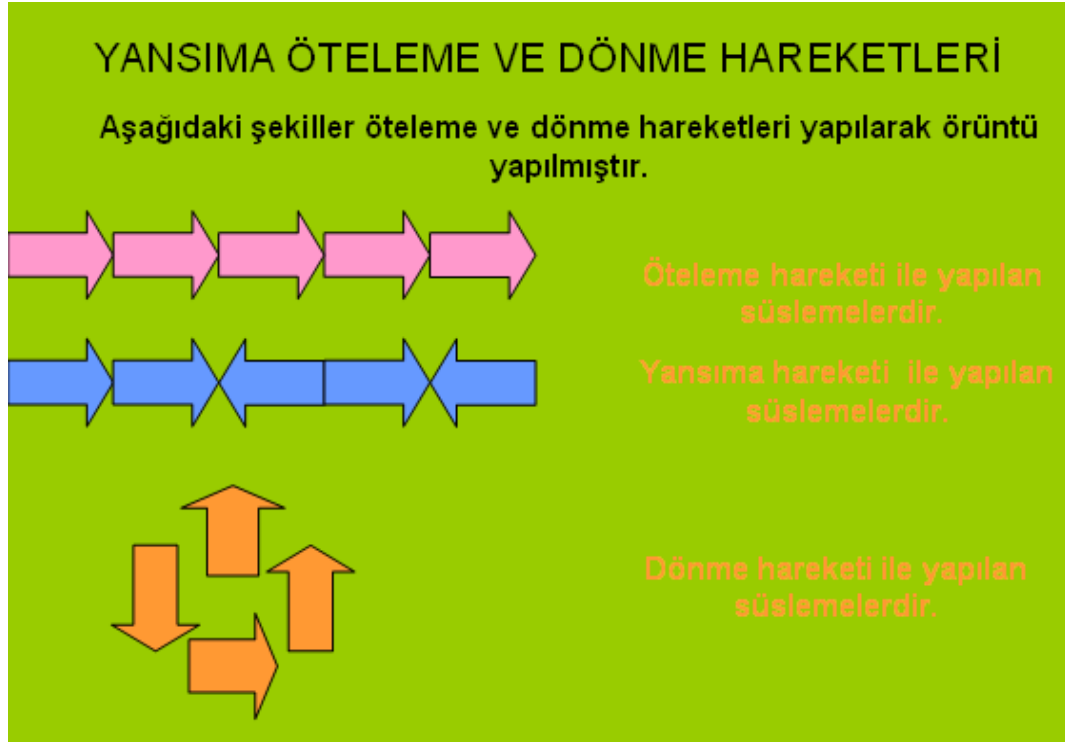 YANSIMA ÖTELEME VE DÖNME HAREKETLERİ
Aşağıdaki şekiller öteleme ve dönme hareketleri yapılarak örüntü
yapılmıştır.
Öteleme hareketi ile yapılan
süslemelerdir.
Yansıma hareketi ile yapılan
süslemelerdir.
Dönme hareketi ile yapılan
süslemelerdir.